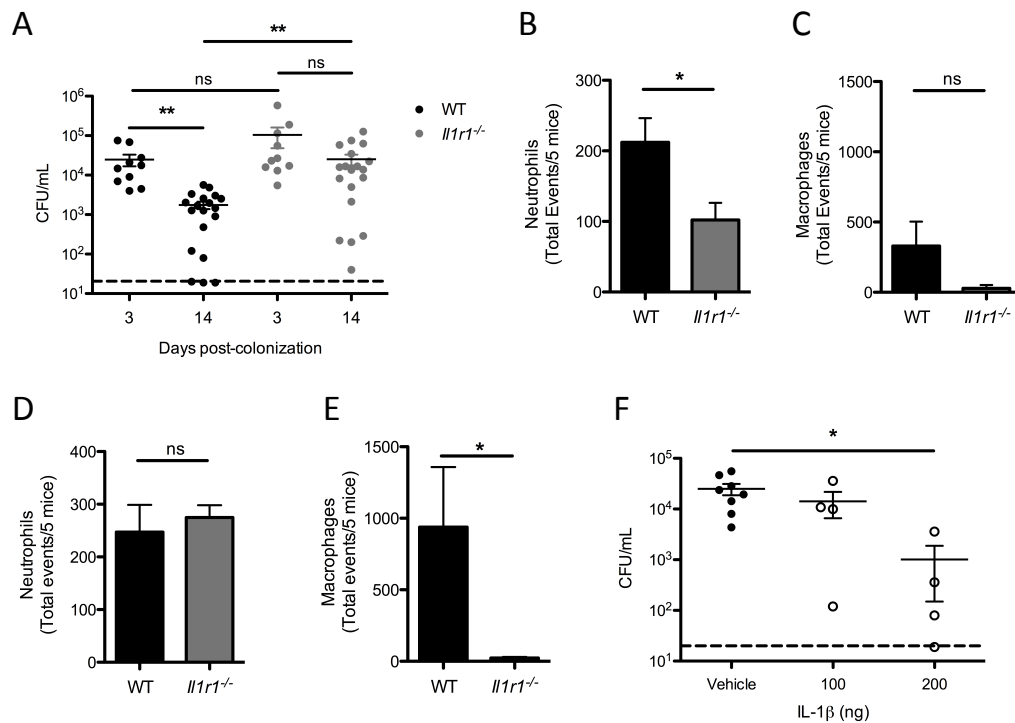 A
**
ns
ns
**
10⁶
10⁵
10⁴
10³
10²
10¹
CFU/mL
3
14
3
14
Days post-colonization
WT
Il1r1⁻/⁻
B
*
300
200
100
0
Neutrophils
(Total Events/5 mice)
WT
Il1r1⁻/⁻
C
ns
1500
1000
500
0
Macrophages
(Total Events/5 mice)
WT
Il1r1⁻/⁻
D
ns
400
300
200
100
0
Neutrophils
(Total events/5 mice)
WT
Il1r1⁻/⁻
E
*
1500
1000
500
0
Macrophages
(Total events/5 mice)
WT
Il1r1⁻/⁻
F
*
10⁵
10⁴
10³
10²
10¹
CFU/mL
Vehicle
100
200
IL-1β (ng)